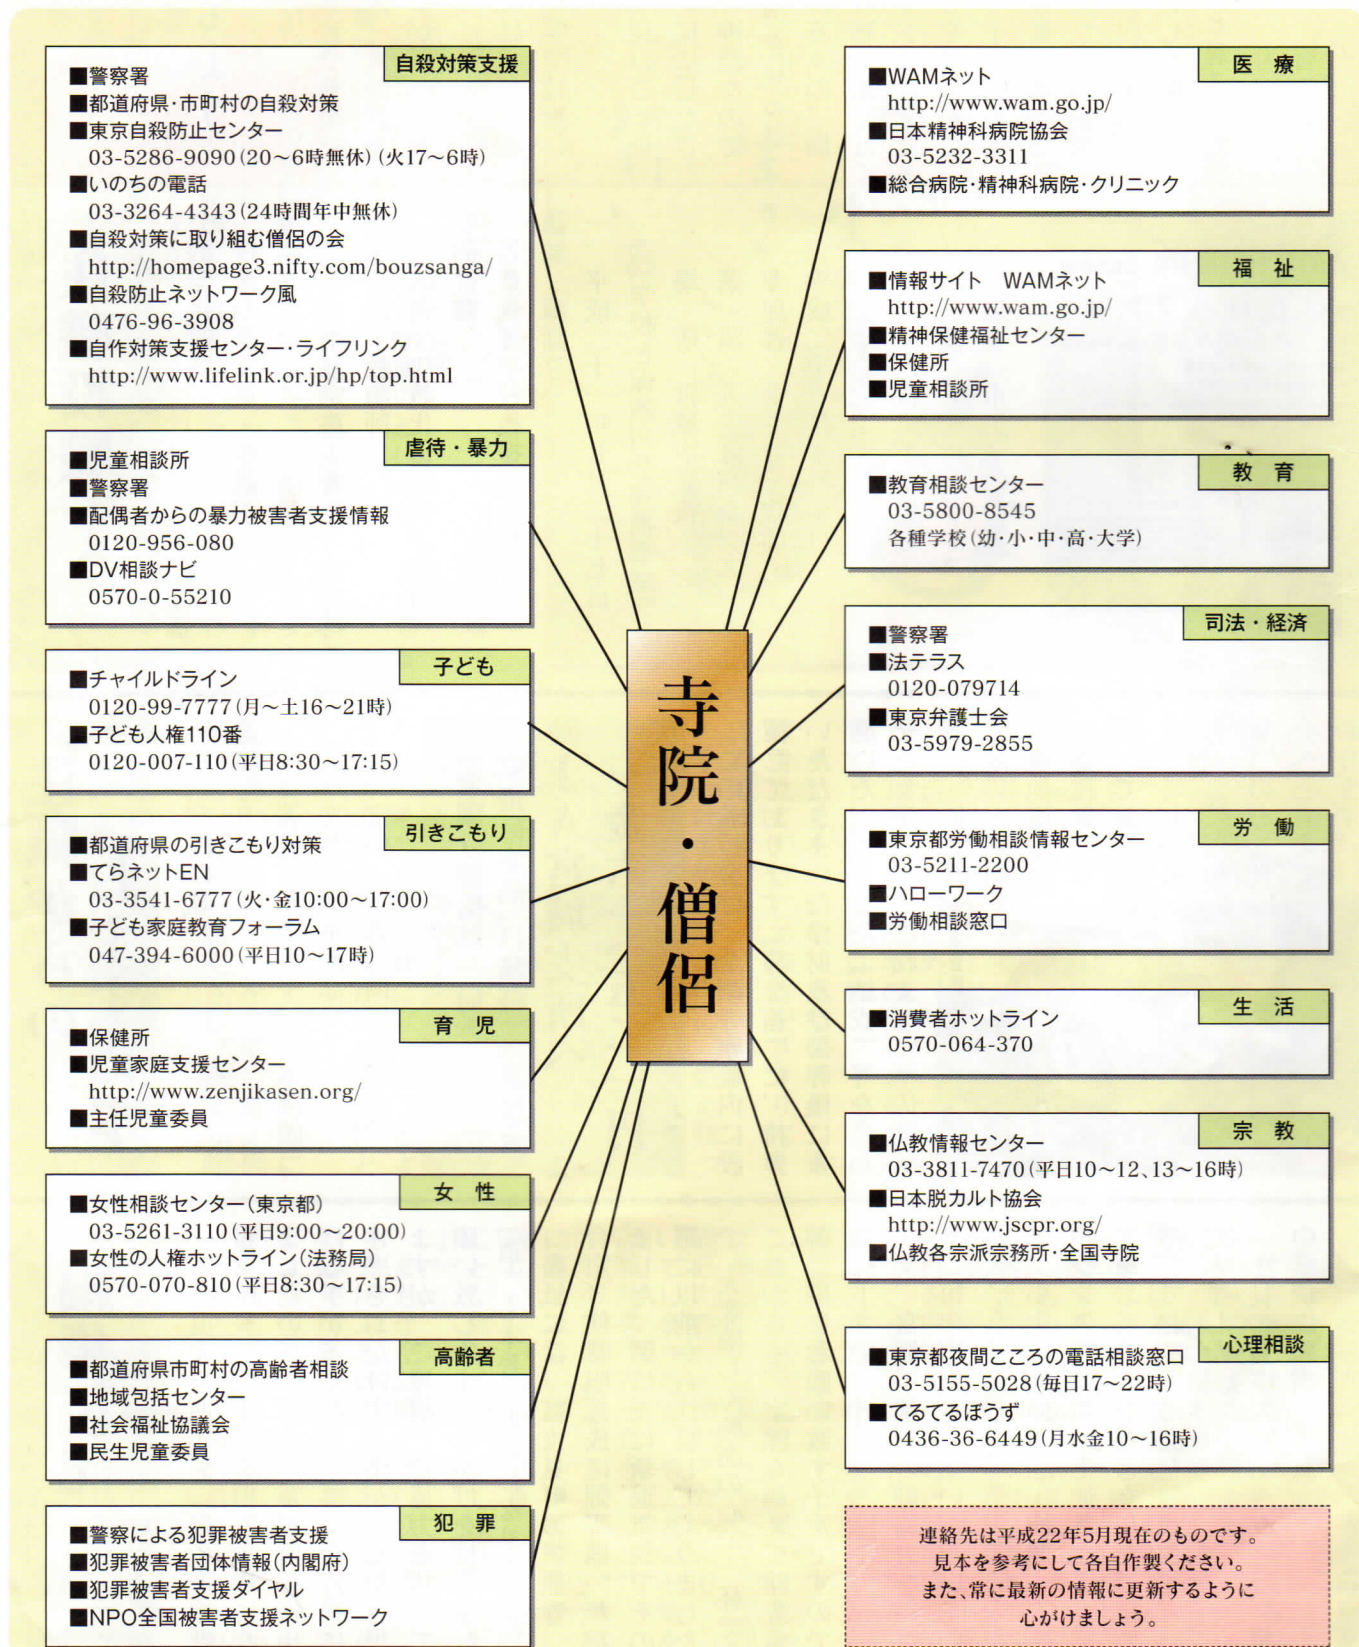 自殺対策支援
■警察署
■都道府県・市町村の自殺対策
■東京自殺防止センター
03-5286-9090(20～6時無休)(火17～6時)
■いのちの電話
03-3264-4343(24時間年中無休)
■自殺対策に取り組む僧侶の会
http://homepage3.nifty.com/bouzsanga/
■自殺防止ネットワーク風
0476-96-3908
■自作対策支援センター・ライフリンク
http://www.lifelink.or.jp/hp/top.html
虐待・暴力
■児童相談所
■警察署
■配偶者からの暴力被害者支援情報
0120-956-080
■DV相談ナビ
0570-0-55210
子ども
■チャイルドライン
0120-99-7777(月～土16～21時)
■子ども人権110番
0120-007-110(平日8:30～17:15)
引きこもり
■都道府県の引きこもり対策
■てらネットEN
03-3541-6777(火・金10:00～17:00)
■子ども家庭教育フォーラム
047-394-6000(平日10～17時)
育 児
■保健所
■児童家庭支援センター
http://www.zenjikasen.org/
■主任児童委員
女 性
■女性相談センター(東京都)
03-5261-3110(平日9:00～20:00)
■女性の人権ホットライン(法務局)
0570-070-810(平日8:30～17:15)
高齢者
■都道府県市町村の高齢者相談
■地域包括センター
■社会福祉協議会
■民生児童委員
犯 罪
■警察による犯罪被害者支援
■犯罪被害者団体情報(内閣府)
■犯罪被害者支援ダイヤル
■NPO全国被害者支援ネットワーク
寺院・僧侶
医 療
■WAMネット
http://www.wam.go.jp/
■日本精神科病院協会
03-5232-3311
■総合病院・精神科病院・クリニック
福 祉
■情報サイト　WAMネット
http://www.wam.go.jp/
■精神保健福祉センター
■保健所
■児童相談所
教 育
■教育相談センター
03-5800-8545
各種学校(幼・小・中・高・大学)
司法・経済
■警察署
■法テラス
0120-079714
■東京弁護士会
03-5979-2855
労 働
■東京都労働相談情報センター
03-5211-2200
■ハローワーク
■労働相談窓口
生 活
■消費者ホットライン
0570-064-370
宗 教
■仏教情報センター
03-3811-7470(平日10～12、13～16時)
■日本脱カルト協会
http://www.jscpr.org/
■仏教各宗派宗務所・全国寺院
心理相談
■東京都夜間こころの電話相談窓口
03-5155-5028(毎日17～22時)
■てるてるぼうず
0436-36-6449(月水金10～16時)
連絡先は平成22年5月現在のものです。
見本を参考にして各自作製ください。
また、常に最新の情報に更新するように
心がけましょう。